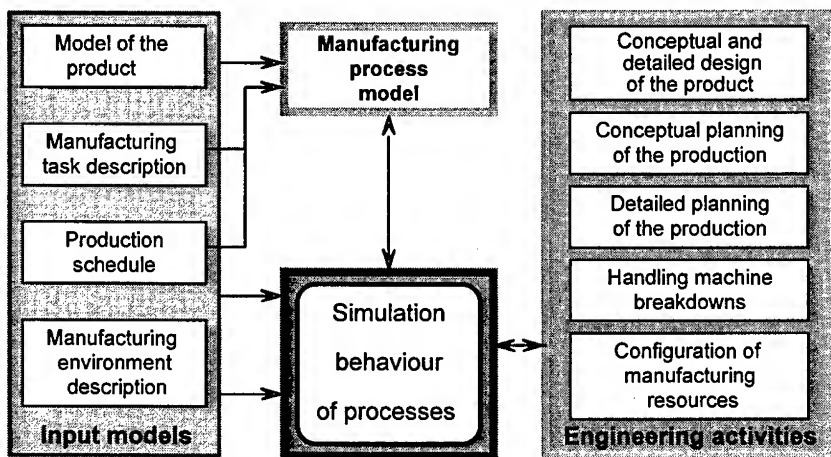 Model of the
product
Manufacturing
task description
Production
schedule
Manufacturing
environment
description
Input models
Manufacturing
process
model
Simulation
behaviour
of processes
Conceptual and
detailed design
of the product
Conceptual planning
of the production
Detailed planning
of the production
Handling machine
breakdowns
Configuration of
manufacturing
resources
Engineering activities